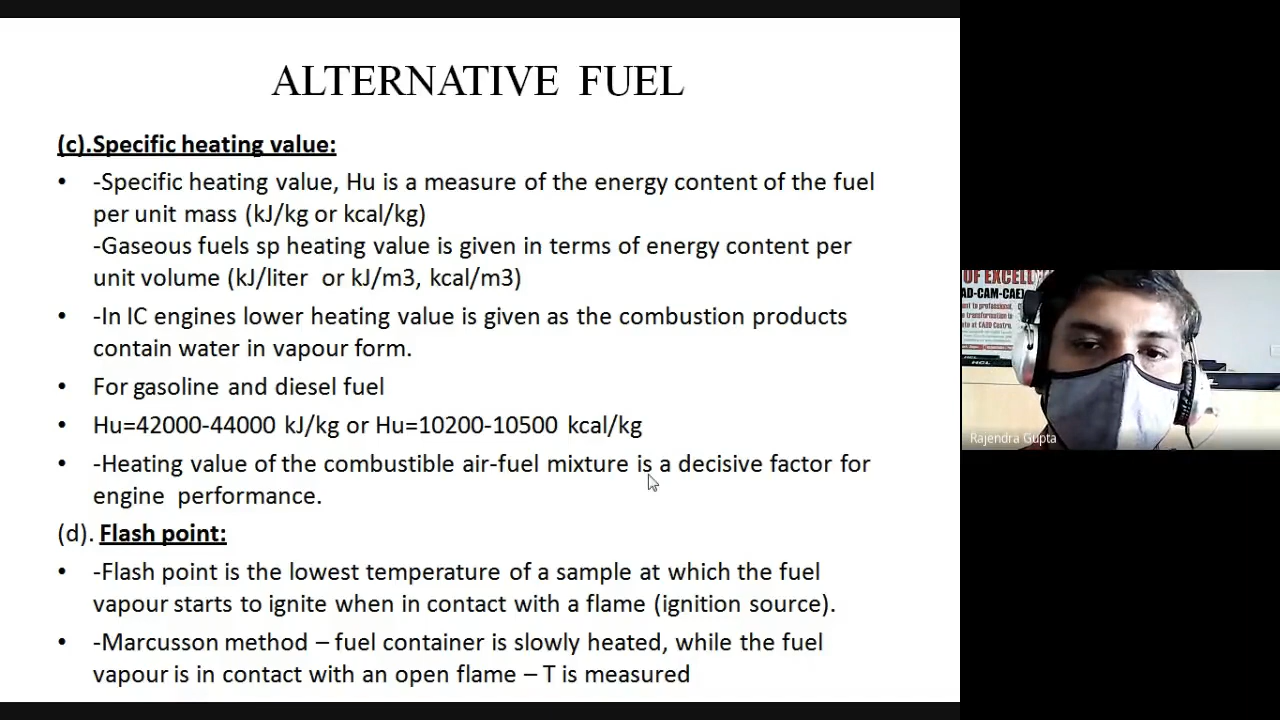 ALTERNATIVE FUEL
(c).Specific heating value:
• -Specific heating value, Hu is a measure of the energy content of the fuel
per unit mass (kJ/kg or kcal/kg)
-Gaseous fuels sp heating value is given in terms of energy content per
unit volume (kJ/liter or kJ/m3, kcal/m3)
• -In IC engines lower heating value is given as the combustion products
contain water in vapour form.
• For gasoline and diesel fuel
• Hu=42000-44000 kJ/kg or Hu=10200-10500 kcal/kg
• -Heating value of the combustible air-fuel mixture is a decisive factor for
engine performance.
(d). Flash point:
• -Flash point is the lowest temperature of a sample at which the fuel
vapour starts to ignite when in contact with a flame (ignition source).
• -Marcusson method – fuel container is slowly heated, while the fuel
vapour is in contact with an open flame – T is measured
OF EXCELL
AD-CAM-CAE
Rajendra Gupta